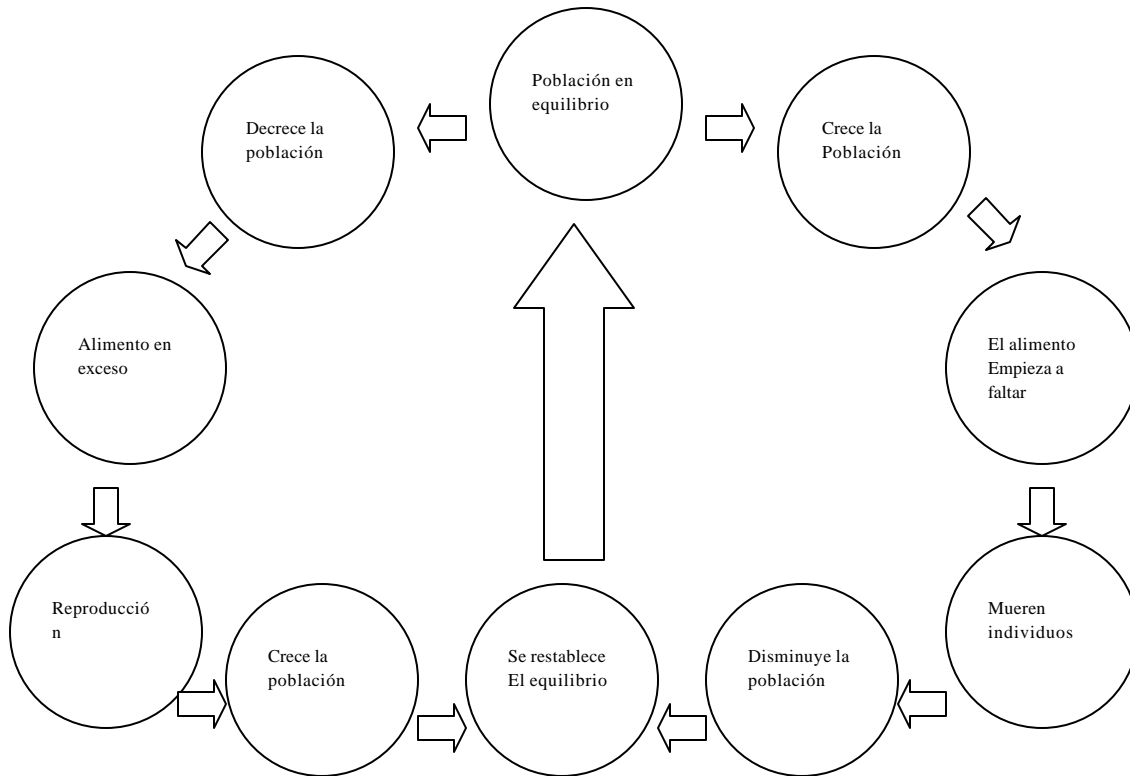 Población en
equilibrio
Decrece la
población
Crece la
Población
Alimento en
exceso
El alimento
Empieza a
faltar
Reproducció
n
Mueren
individuos
Crece la
población
Se restablece
El equilibrio
Disminuye la
población